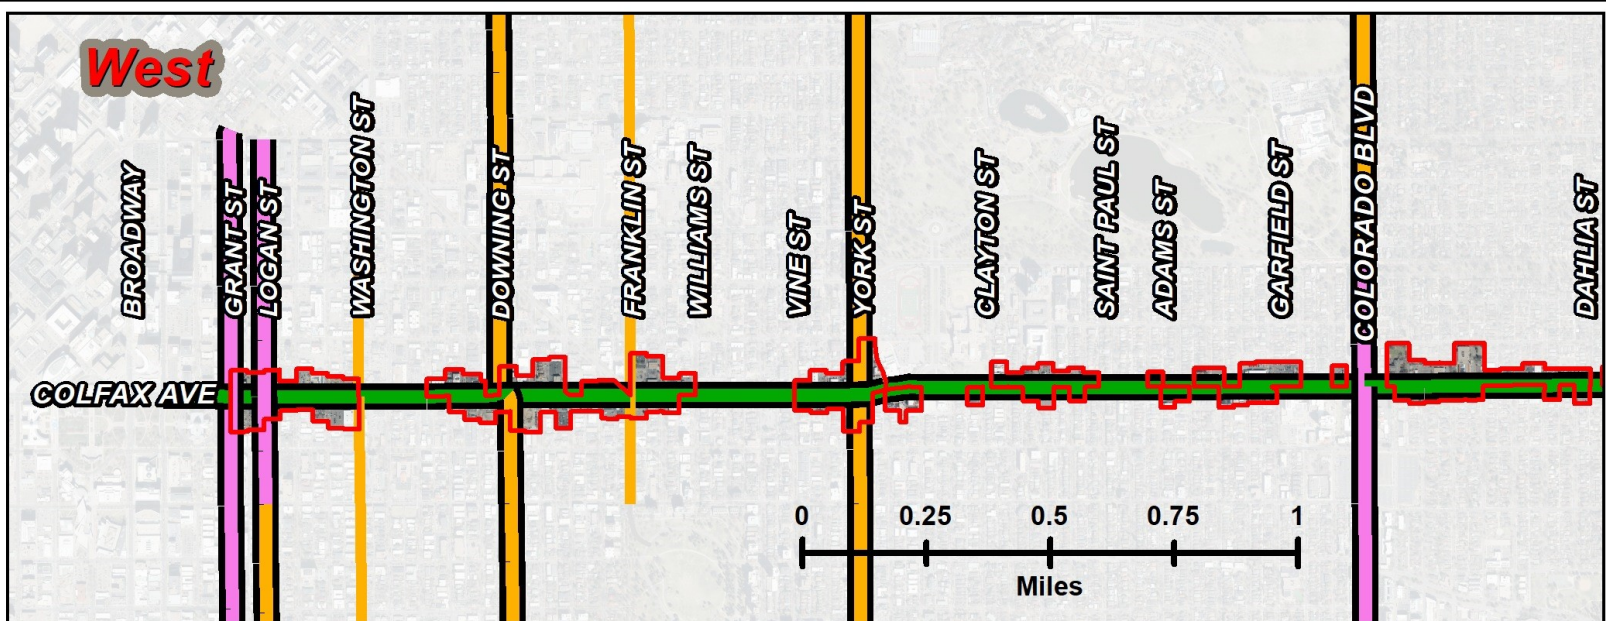 West
BROADWAY
GRANT ST
LOGAN ST
WASHINGTON ST
DOWNING ST
FRANKLIN ST
WILLIAMS ST
VINE ST
YORK ST
CLAYTON ST
SAINT PAUL ST
ADAMS ST
GARFIELD ST
COLORADO BLVD
DAHLIA ST
COLFAX AVE
0 0.25 0.5 0.75 1
Miles